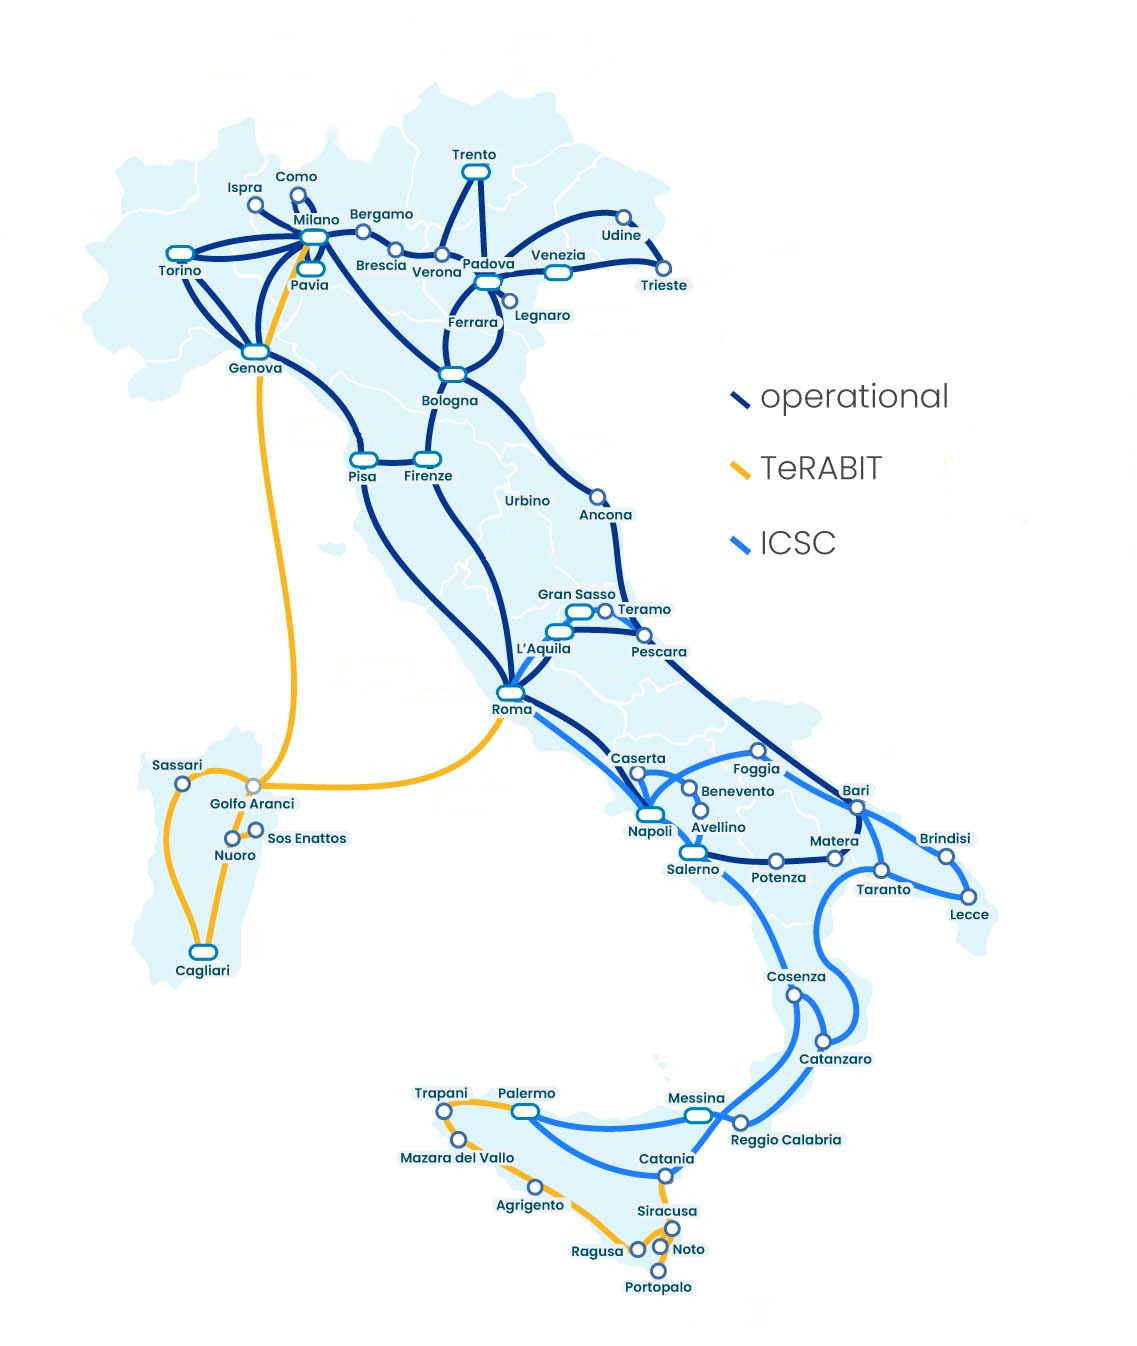 Trento
Como
Ispra
Milano
Bergamo
Udine
Torino
Brescia
Verona
Padova
Venezia
Pavia
Trieste
Legnaro
Ferrara
Genova
Bologna
operational
TeRABIT
ICSC
Pisa
Firenze
Urbino
Ancona
Gran Sasso
Teramo
L'Aquila
Pescara
Roma
Caserta
Foggia
Sassari
Golfo Aranci
Benevento
Bari
Napoli
Avellino
Sos Enattos
Nuoro
Matera
Brindisi
Salerno
Potenza
Taranto
Lecce
Cagliari
Cosenza
Catanzaro
Trapani
Palermo
Messina
Reggio Calabria
Mazara del Vallo
Catania
Agrigento
Siracusa
Ragusa
Noto
Portopalo